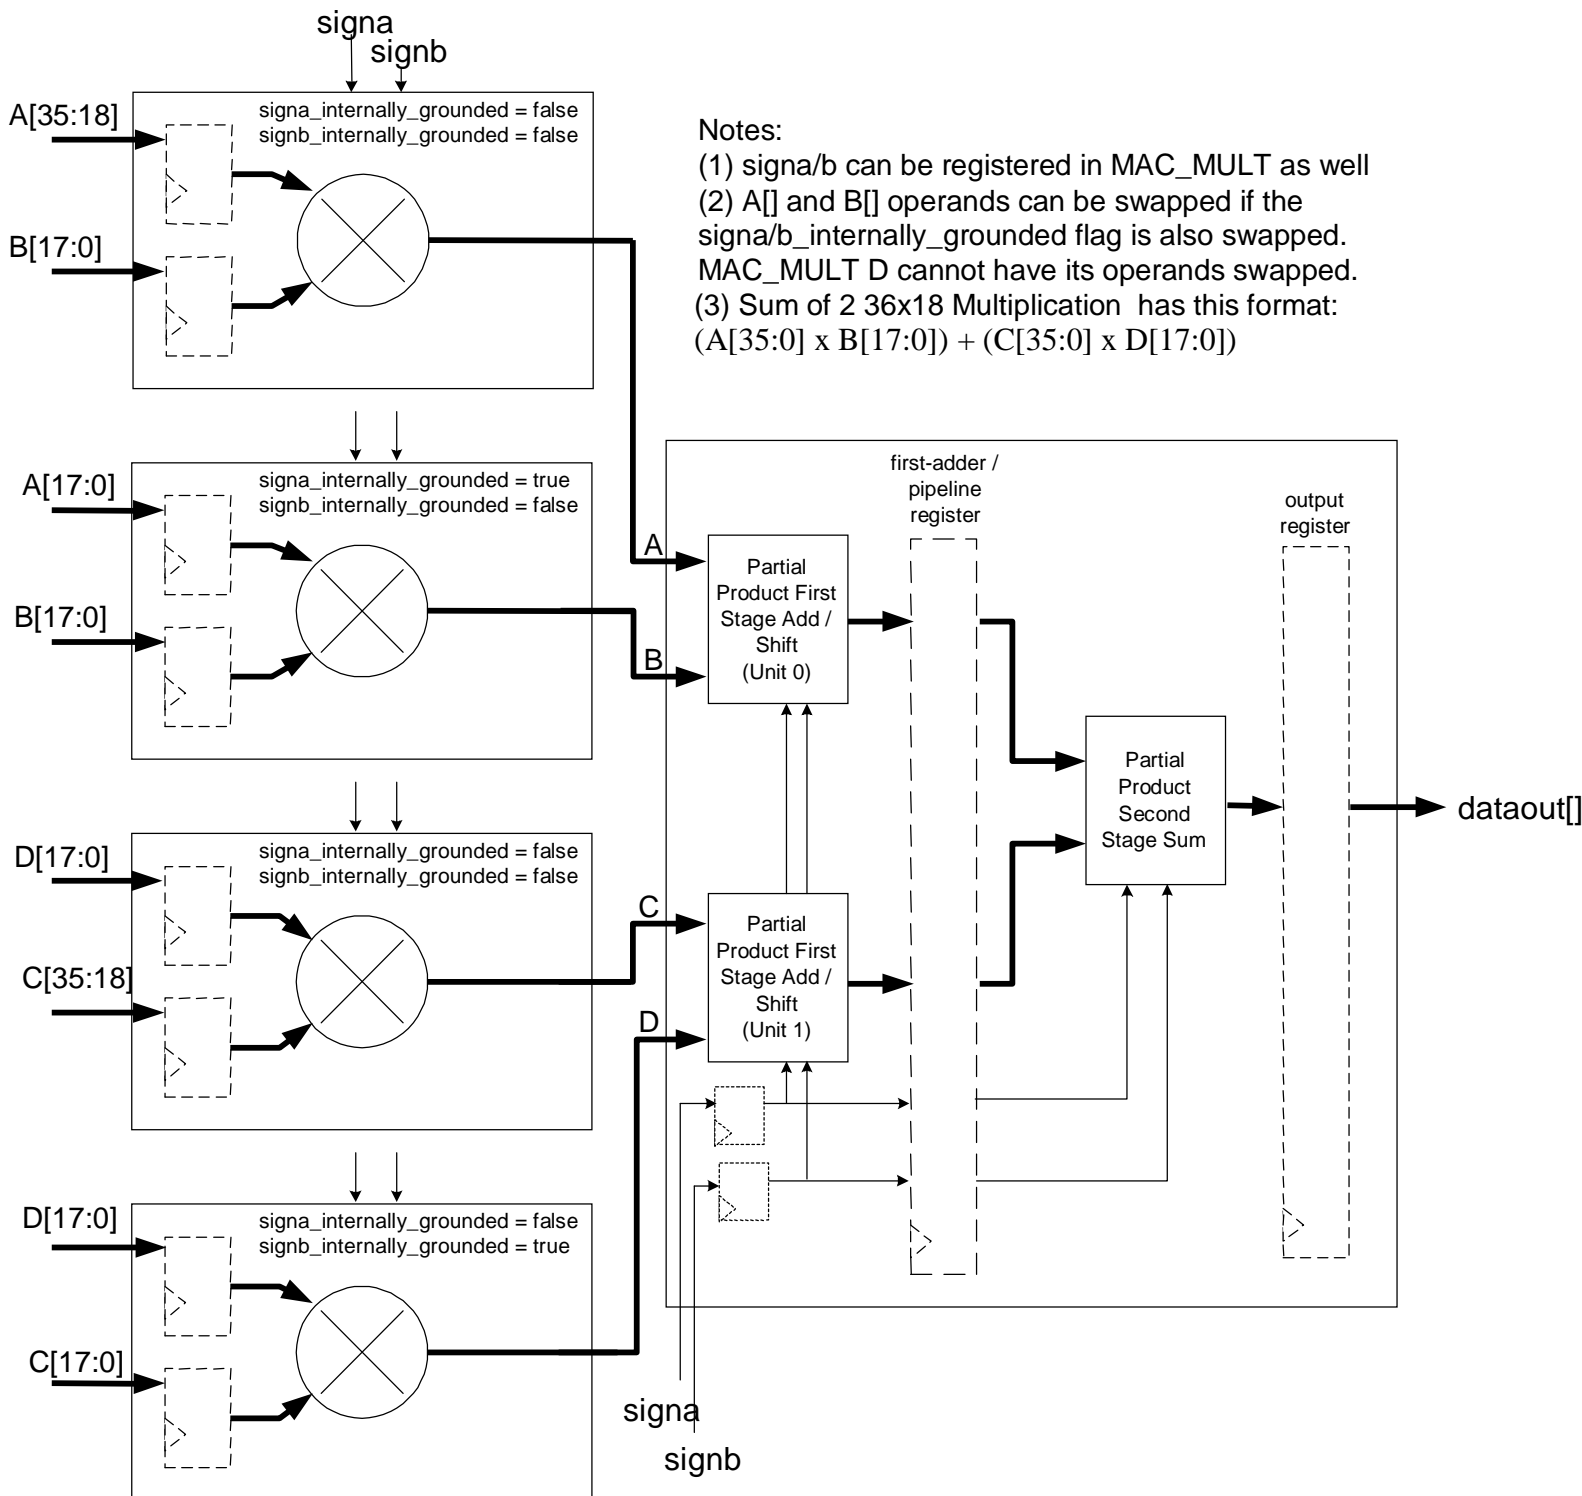 signa
signb
A[35:18]
signa_internally_grounded = false
signb_internally_grounded = false
B[17:0]
Notes:
(1) signa/b can be registered in MAC_MULT as well
(2) A[] and B[] operands can be swapped if the
signa/b_internally_grounded flag is also swapped.
MAC_MULT D cannot have its operands swapped.
(3) Sum of 2 36x18 Multiplication has this format:
(A[35:0] x B[17:0]) + (C[35:0] x D[17:0])
A[17:0]
signa_internally_grounded = true
signb_internally_grounded = false
B[17:0]
D[17:0]
signa_internally_grounded = false
signb_internally_grounded = false
C[35:18]
D[17:0]
signa_internally_grounded = false
signb_internally_grounded = true
C[17:0]
A
B
Partial
Product First
Stage Add /
Shift
(Unit 0)
C
D
Partial
Product First
Stage Add /
Shift
(Unit 1)
first-adder /
pipeline
register
Partial
Product
Second
Stage Sum
output
register
dataout[]
signa
signb